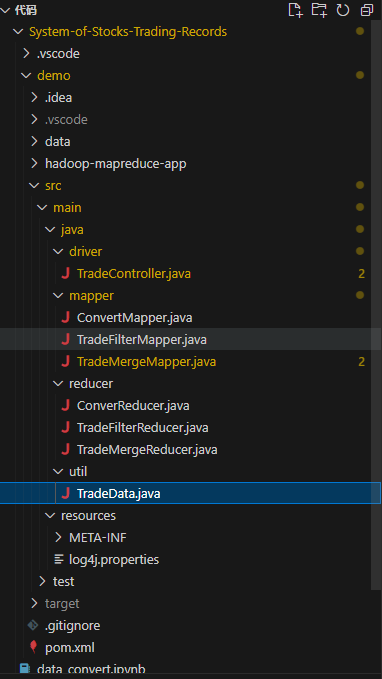 代码
System-of-Stocks-Trading-Records
.vscode
demo
.idea
.vscode
data
hadoop-mapreduce-app
src
main
java
driver
TradeController.java 2
mapper
ConvertMapper.java
TradeFilterMapper.java
TradeMergeMapper.java 2
reducer
ConverReducer.java
TradeFilterReducer.java
TradeMergeReducer.java
util
TradeData.java
resources
META-INF
log4j.properties
test
target
.gitignore
pom.xml
data_convert.ipynb